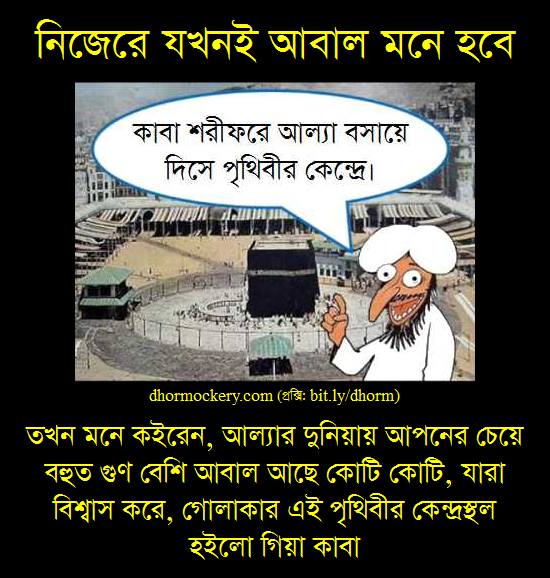 নিজেরে যখনই আবাল মনে হবে
কাবা শরীফরে আল্যা বসায়ে
দিসে পৃথিবীর কেন্দ্রে।
dhormockery.com (প্রক্সি: bit.ly/dhorm)
তখন মনে কইরেন, আল্যার দুনিয়ায় আপনের চেয়ে
বহুত গুণ বেশি আবাল আছে কোটি কোটি, যারা
বিশ্বাস করে, গোলাকার এই পৃথিবীর কেন্দ্রস্থল
হইলো গিয়া কাবা